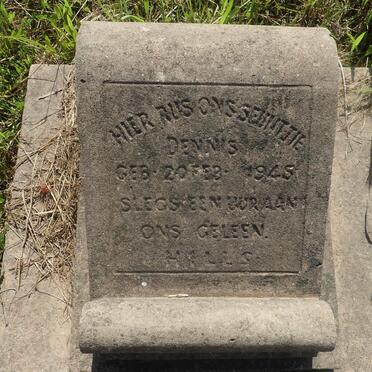 HIER RUS ONS SEUNTJIE
DENNIS
GEB. 20 FEB. 1945
SLEGS EEN UUR AAN
ONS GELEEN.
HILLS